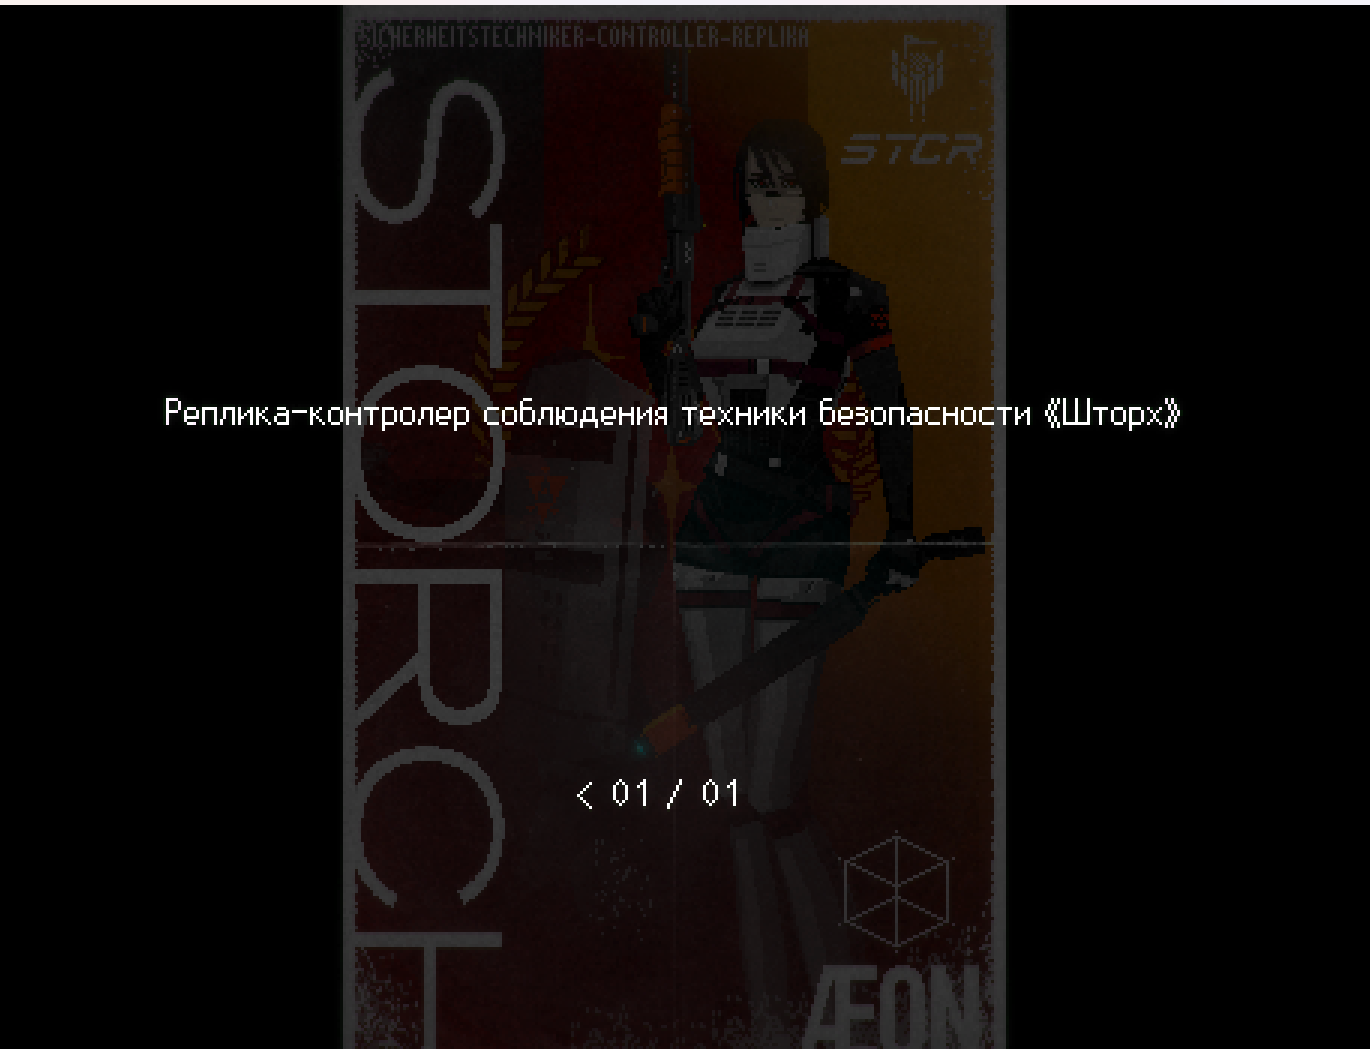 SICHERHEITSTECHNIKER-CONTROLLER-REPLIKA
STCR
STORCH
Реплика-контролер соблюдения техники безопасности 《Шторх》
< 01 / 01
ÆON